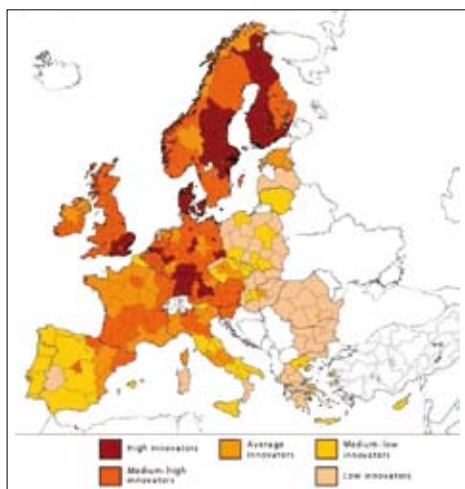 High innovators
Average
innovators
Medium-low
innovators
Medium-high
innovators
Low innovators